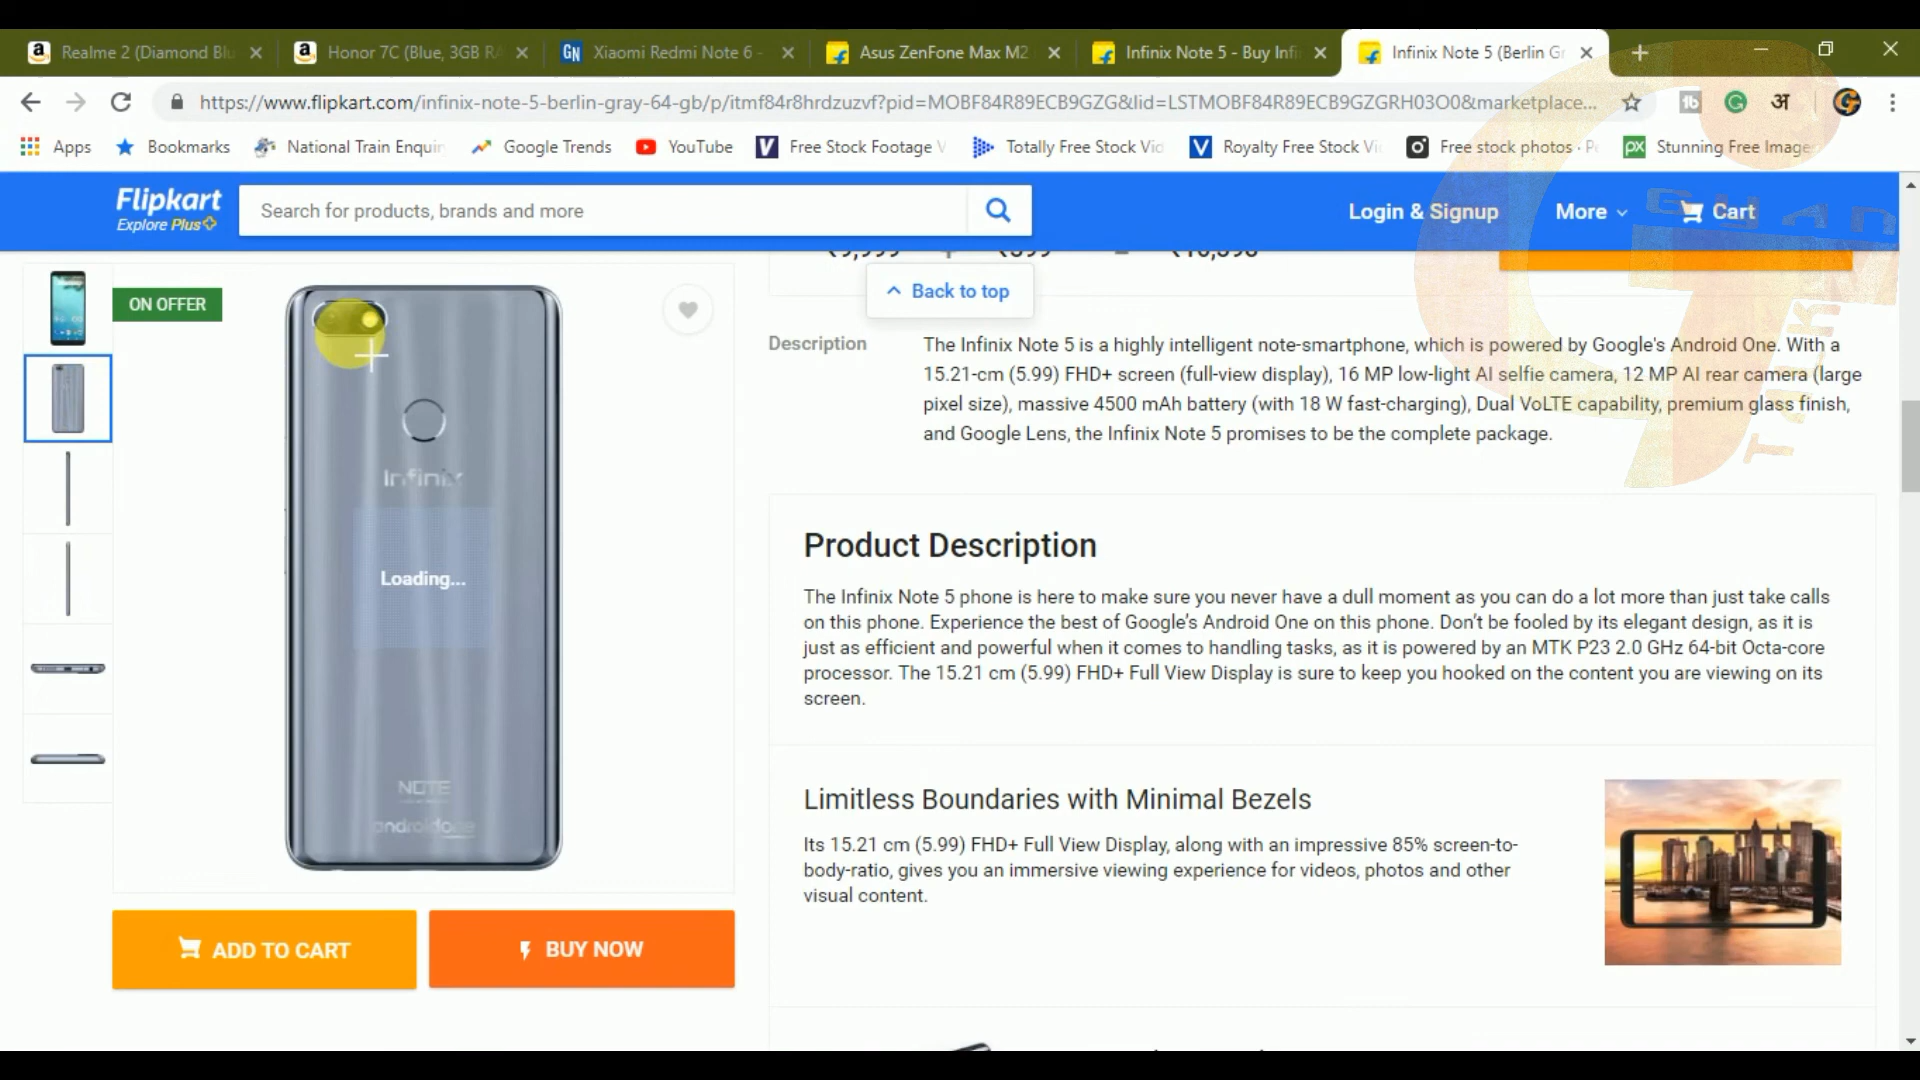 Realme 2 (Diamond Blu
Honor 7C (Blue, 3GB RA
GN
Xiaomi Redmi Note 6 -
Asus ZenFone Max M2
Infinix Note 5 - Buy Infi
Infinix Note 5 (Berlin Gr
https://www.flipkart.com/infinix-note-5-berlin-gray-64-gb/p/itmf84r8hrdzuzvf?pid=MOBF84R89ECB9GZG&lid=LSTMOBF84R89ECB9GZGRH03O0&marketplace...
अ
Apps
Bookmarks
National Train Enquir
Google Trends
YouTube
Free Stock Footage V
Totally Free Stock Vid
Royalty Free Stock Vi
Free stock photos · P
Stunning Free Image
Flipkart
Explore Plus
Search for products, brands and more
Login & Signup
More
Cart
GYAN
TALKR
Back to top
ON OFFER
Infinix
Loading...
NOTE
androidone
Description
The Infinix Note 5 is a highly intelligent note-smartphone, which is powered by Google's Android One. With a
15.21-cm (5.99) FHD+ screen (full-view display), 16 MP low-light AI selfie camera, 12 MP AI rear camera (large
pixel size), massive 4500 mAh battery (with 18 W fast-charging), Dual VoLTE capability, premium glass finish,
and Google Lens, the Infinix Note 5 promises to be the complete package.
Product Description
The Infinix Note 5 phone is here to make sure you never have a dull moment as you can do a lot more than just take calls
on this phone. Experience the best of Google’s Android One on this phone. Don’t be fooled by its elegant design, as it is
just as efficient and powerful when it comes to handling tasks, as it is powered by an MTK P23 2.0 GHz 64-bit Octa-core
processor. The 15.21 cm (5.99) FHD+ Full View Display is sure to keep you hooked on the content you are viewing on its
screen.
Limitless Boundaries with Minimal Bezels
Its 15.21 cm (5.99) FHD+ Full View Display, along with an impressive 85% screen-to-
body-ratio, gives you an immersive viewing experience for videos, photos and other
visual content.
ADD TO CART
BUY NOW